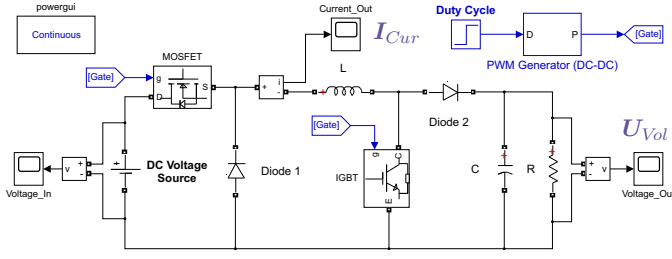 powergui
Continuous
Current_Out
I_Cur
Duty Cycle
D
P
[Gate]
PWM Generator (DC-DC)
MOSFET
[Gate]
g
D
S
+
-
i
L
+
[Gate]
g
C
E
IGBT
Diode 2
U_Vol
Voltage_In
v
+
-
+
DC Voltage
Source
Diode 1
C
+
R
+
+
-
v
Voltage_Ou